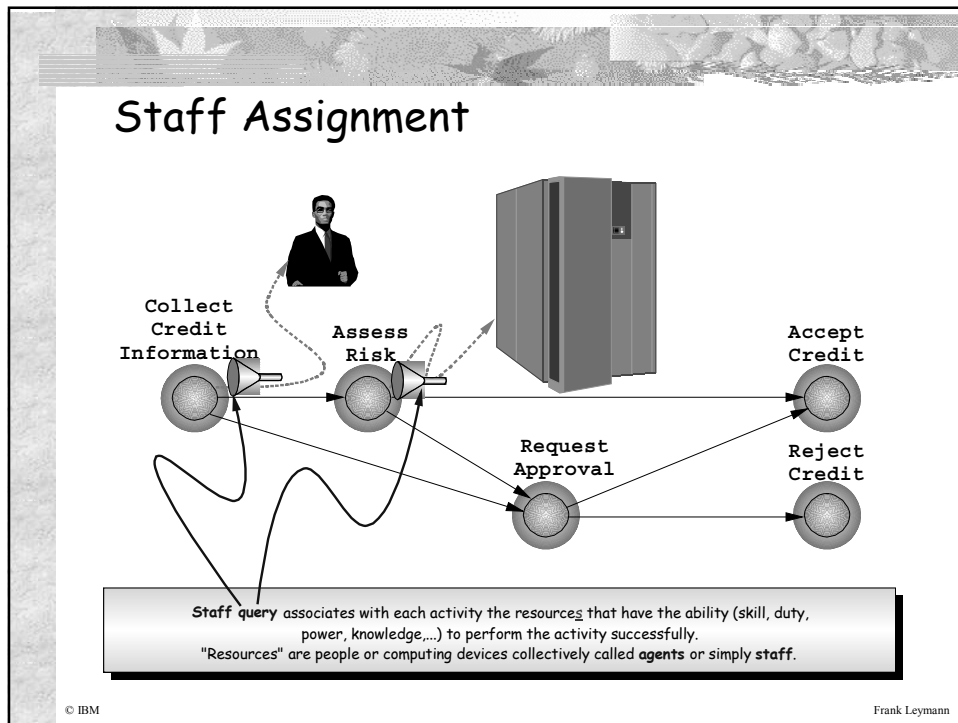 Staff Assignment
Collect
Credit
Information
Assess
Risk
Accept
Credit
Request
Approval
Reject
Credit
Staff query associates with each activity the resources that have the ability (skill, duty,
power, knowledge,...) to perform the activity successfully.
"Resources" are people or computing devices collectively called agents or simply staff.
© IBM
Frank Leymann